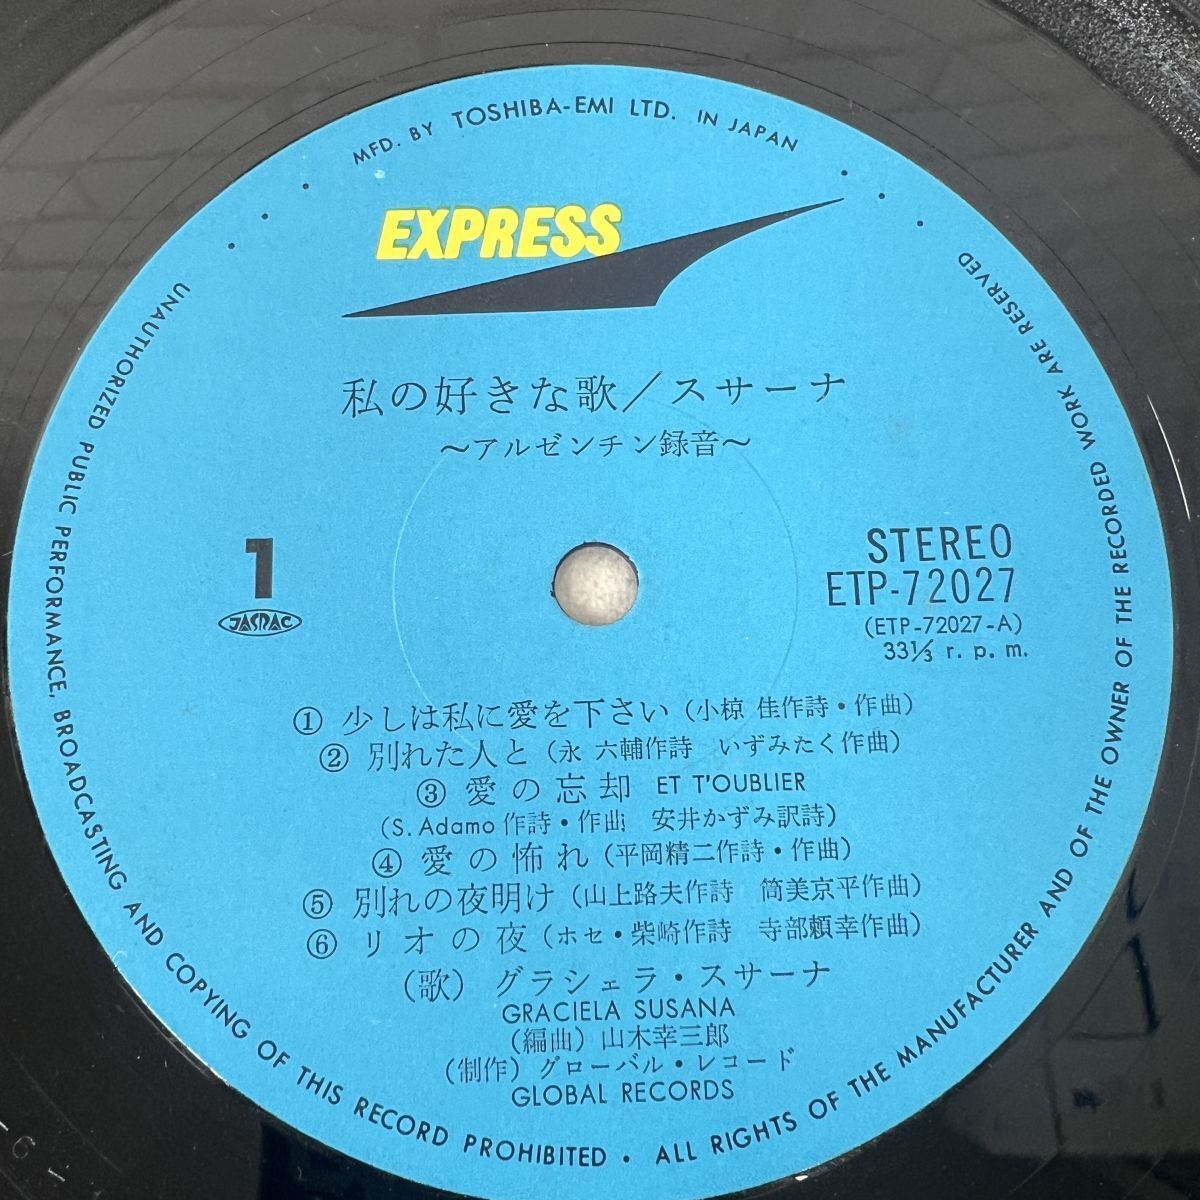 MFD. BY TOSHIBA-EMI LTD. IN JAPAN
EXPRESS
私の好きな歌／スサーナ
〜アルゼンチン録音〜
1
JASRAC
STEREO
ETP-72027
(ETP-72027-A)
33⅓ r. p. m.
① 少しは私に愛を下さい (小椋 佳作詩・作曲)
② 別れた人と (永 六輔作詩 いずみたく作曲)
③ 愛の忘却 ET T'OUBLIER
(S. Adamo 作詩・作曲 安井かずみ訳詩)
④ 愛の怖れ (平岡精二作詩・作曲)
⑤ 別れの夜明け (山上路夫作詩 筒美京平作曲)
⑥ リオの夜 (ホセ・柴崎作詩 寺部頼幸作曲)
(歌) グラシェラ・スサーナ
GRACIELA SUSANA
(編曲) 山木幸三郎
(制作) グローバル・レコード
GLOBAL RECORDS
UNAUTHORIZED PUBLIC PERFORMANCE, BROADCASTING AND COPYING OF THIS RECORD PROHIBITED • ALL RIGHTS OF THE MANUFACTURER AND OF THE OWNER OF THE RECORDED WORK ARE RESERVED